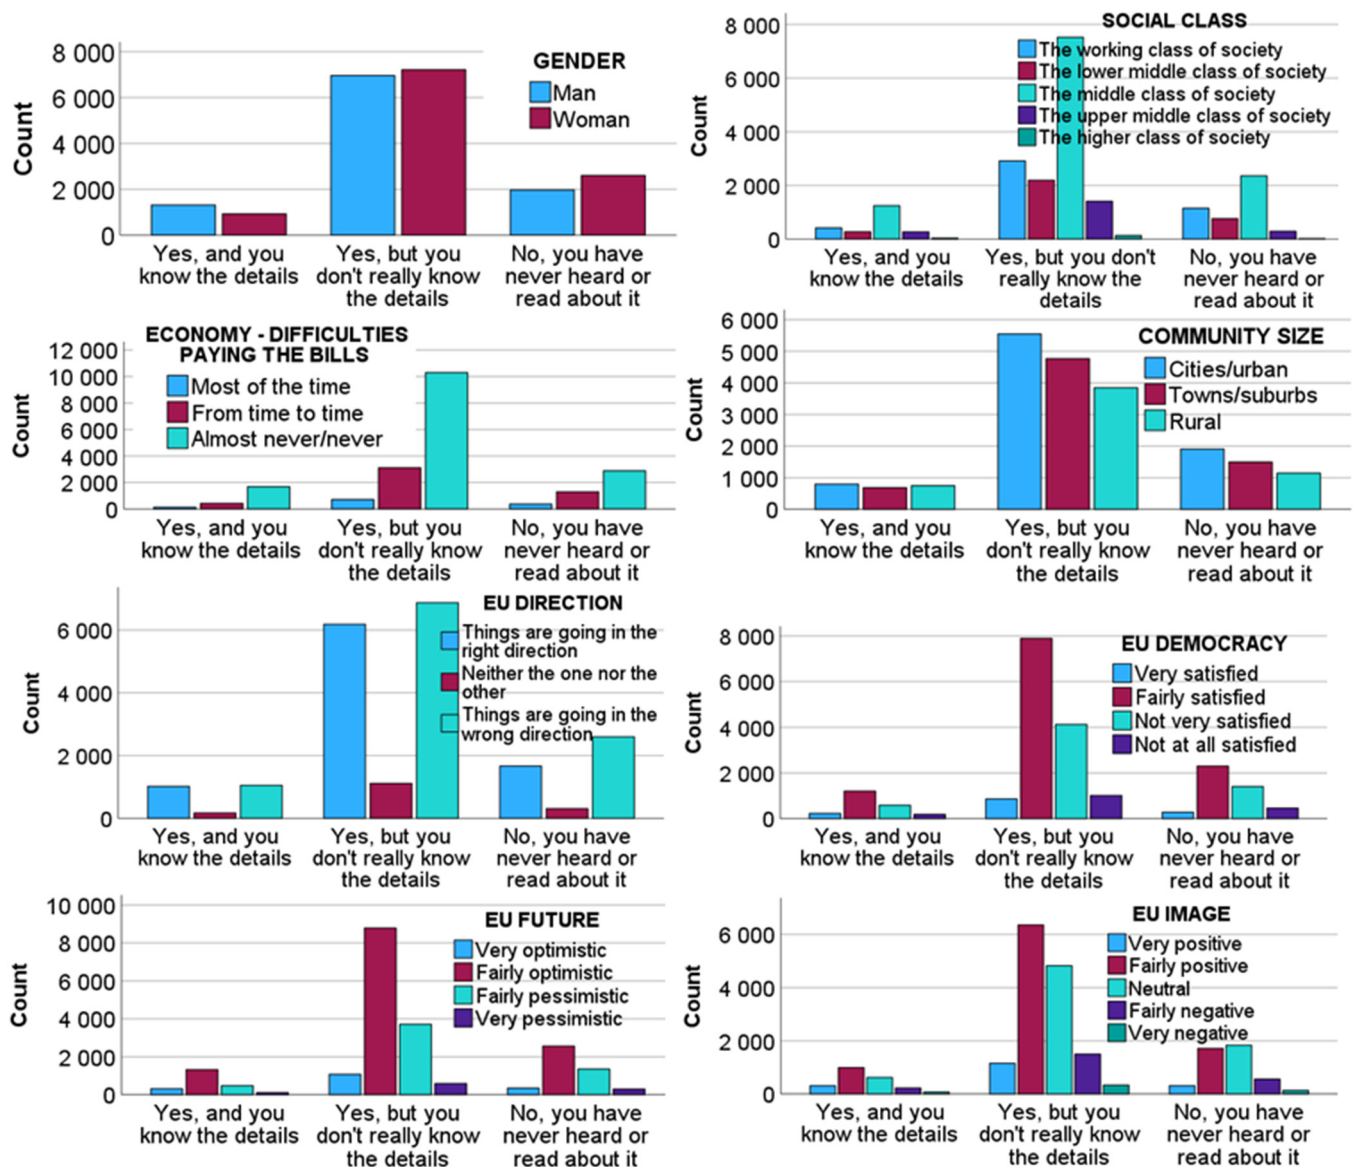 GENDER
Man
Woman
Count
8 000
6 000
4 000
2 000
0
Yes, and you
know the details
Yes, but you
don't really know
the details
No, you have
never heard or
read about it
SOCIAL CLASS
The working class of society
The lower middle class of society
The middle class of society
The upper middle class of society
The higher class of society
Count
8 000
6 000
4 000
2 000
0
Yes, and you
know the details
Yes, but you don't
really know the
details
No, you have
never heard or
read about it
ECONOMY - DIFFICULTIES
PAYING THE BILLS
Most of the time
From time to time
Almost never/never
Count
12 000
10 000
8 000
6 000
4 000
2 000
0
Yes, and you
know the details
Yes, but you
don't really know
the details
No, you have
never heard or
read about it
COMMUNITY SIZE
Cities/urban
Towns/suburbs
Rural
Count
6 000
5 000
4 000
3 000
2 000
1 000
0
Yes, and you
know the details
Yes, but you
don't really know
the details
No, you have
never heard or
read about it
EU DIRECTION
Things are going in the
right direction
Neither the one nor the
other
Things are going in the
wrong direction
Count
6 000
4 000
2 000
0
Yes, and you
know the details
Yes, but you
don't really know
the details
No, you have
never heard or
read about it
EU DEMOCRACY
Very satisfied
Fairly satisfied
Not very satisfied
Not at all satisfied
Count
8 000
6 000
4 000
2 000
0
Yes, and you
know the details
Yes, but you
don't really know
the details
No, you have
never heard or
read about it
EU FUTURE
Very optimistic
Fairly optimistic
Fairly pessimistic
Very pessimistic
Count
10 000
8 000
6 000
4 000
2 000
0
Yes, and you
know the details
Yes, but you
don't really know
the details
No, you have
never heard or
read about it
EU IMAGE
Very positive
Fairly positive
Neutral
Fairly negative
Very negative
Count
6 000
4 000
2 000
0
Yes, and you
know the details
Yes, but you
don't really know
the details
No, you have
never heard or
read about it